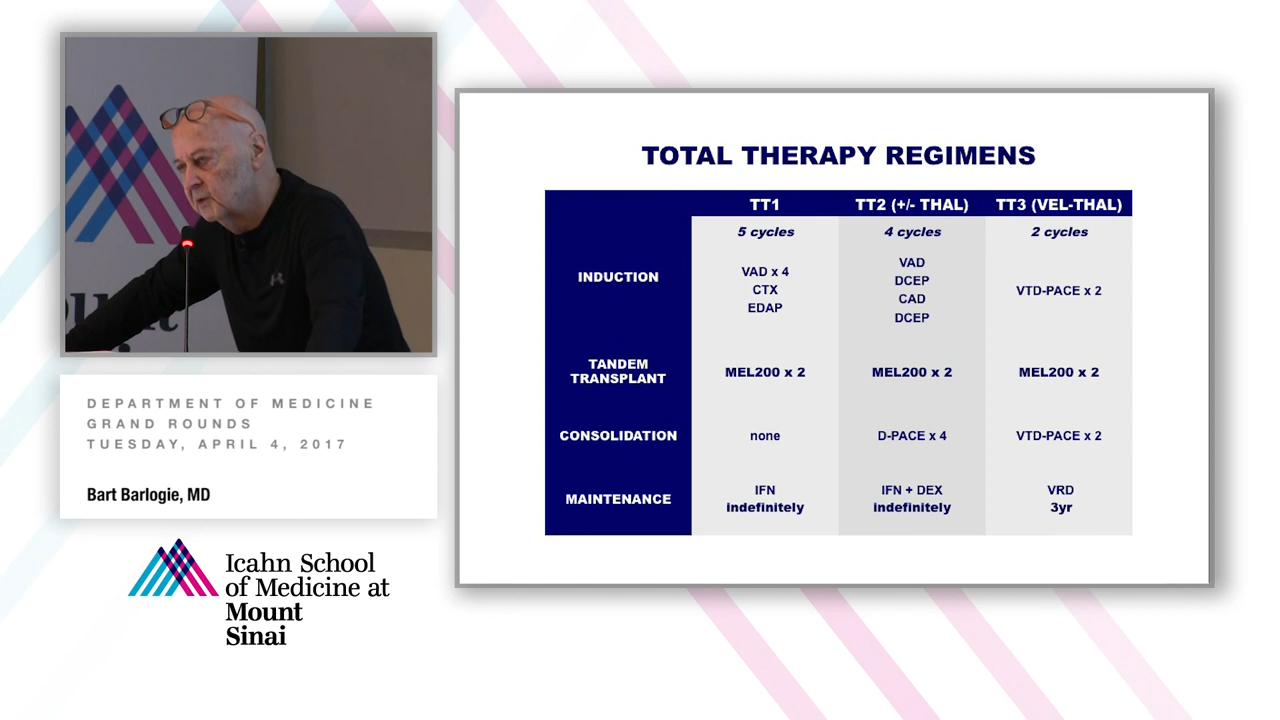 DEPARTMENT OF MEDICINE
GRAND ROUNDS
TUESDAY, APRIL 4, 2017
Bart Barlogie, MD
Icahn School
of Medicine at
Mount
Sinai
TOTAL THERAPY REGIMENS
TT1 TT2 (+/- THAL) TT3 (VEL-THAL)
5 cycles 4 cycles 2 cycles
INDUCTION
VAD x 4
CTX
EDAP
VAD
DCEP
CAD
DCEP
VTD-PACE x 2
TANDEM
TRANSPLANT
MEL200 x 2 MEL200 x 2 MEL200 x 2
CONSOLIDATION none D-PACE x 4 VTD-PACE x 2
MAINTENANCE
IFN
indefinitely
IFN + DEX
indefinitely
VRD
3yr